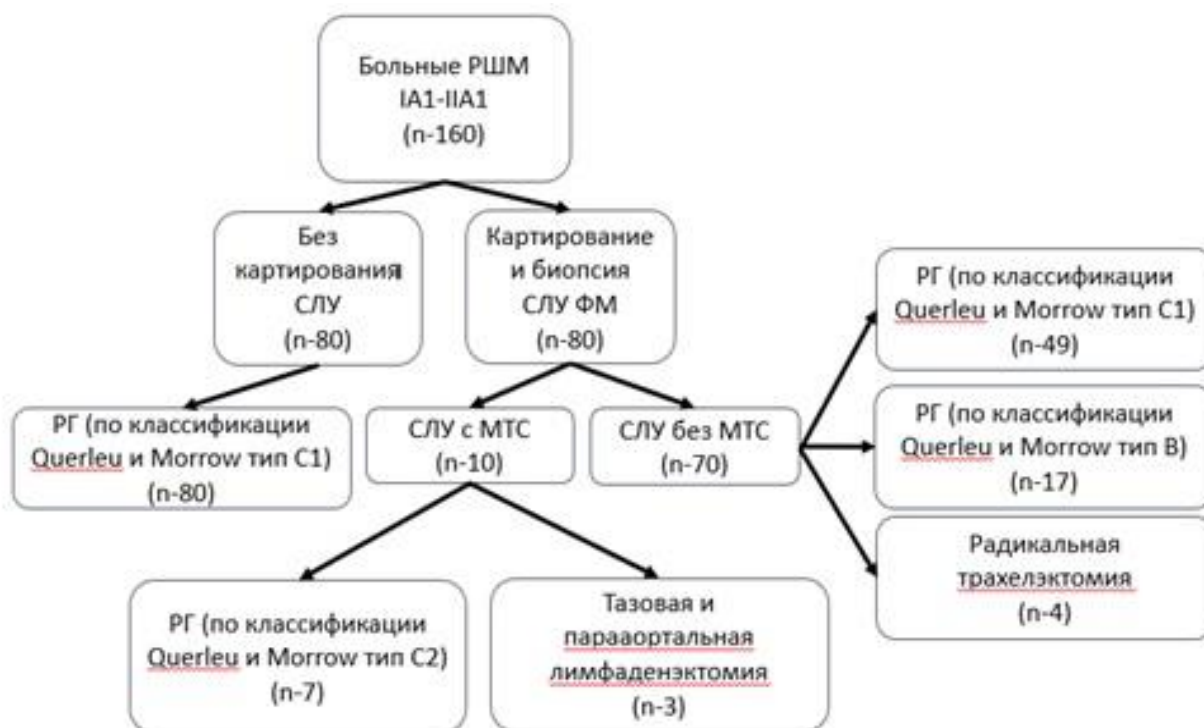 Больные РШМ
IA1-IIA1
(n-160)
Без
картирования
СЛУ
(n-80)
Картирование
и биопсия
СЛУ ФМ
(n-80)
РГ (по классификации
Querleu и Morrow тип C1)
(n-80)
СЛУ с МТС
(n-10)
СЛУ без МТС
(n-70)
РГ (по классификации
Querleu и Morrow тип C1)
(n-49)
РГ (по классификации
Querleu и Morrow тип B)
(n-17)
Радикальная
трахелэктомия
(n-4)
РГ (по классификации
Querleu и Morrow тип C2)
(n-7)
Тазовая и
парааортальная
лимфаденэктомия
(n-3)